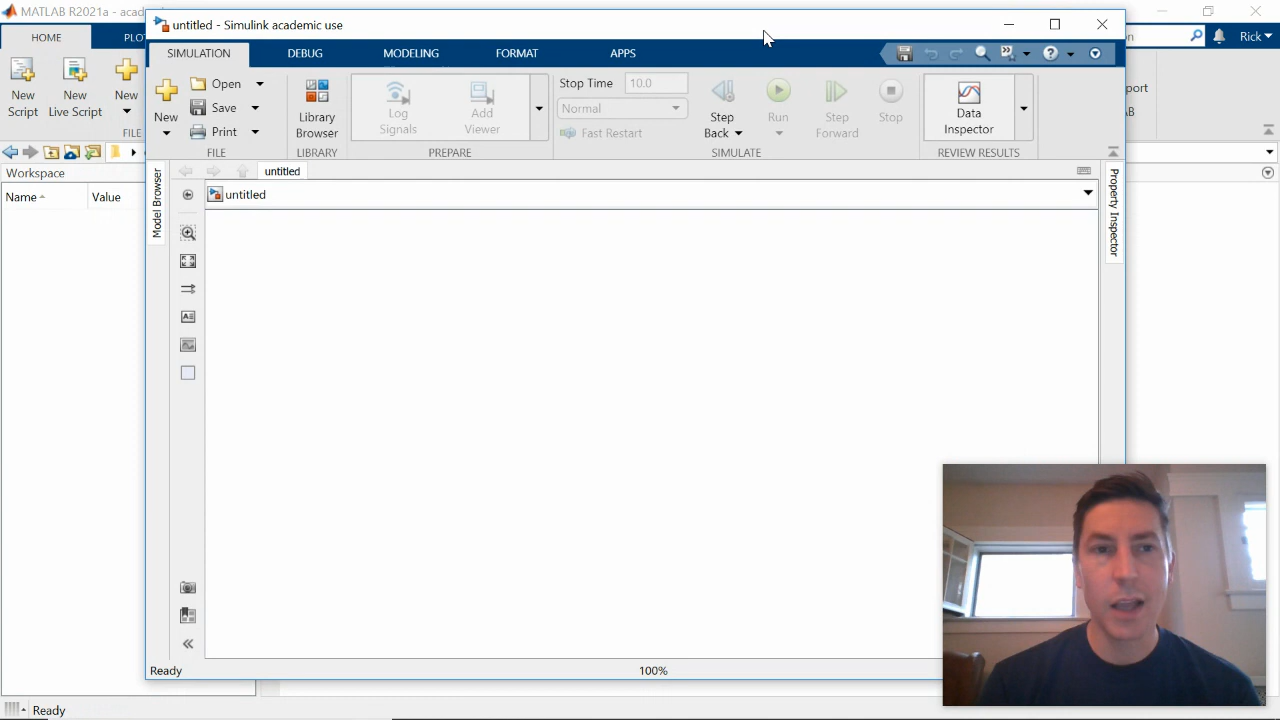 MATLAB R2021a - acad
untitled - Simulink academic use
HOME
PLO
SIMULATION
DEBUG
MODELING
FORMAT
APPS
on
Rick
New Script
New Live Script
New
FILE
New
Open
Save
Print
FILE
Library Browser
LIBRARY
Log Signals
Add Viewer
PREPARE
Stop Time 10.0
Normal
Fast Restart
Step Back
Run
Step Forward
Stop
SIMULATE
Data Inspector
REVIEW RESULTS
port
AB
Workspace
Name
Value
Model Browser
untitled
untitled
Property Inspector
Ready
100%
Ready